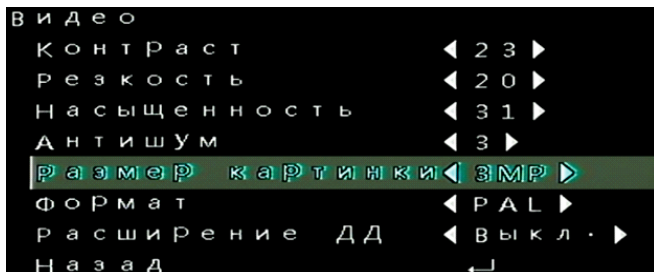 Видео
Контраст ◀ 23 ▶
Резкость ◀ 20 ▶
Насыщенность ◀ 31 ▶
Антишум ◀ 3 ▶
Размер картинки ◀ 3MP ▶
Формат ◀ PAL ▶
Расширение ДД ◀ Выкл. ▶
Назад ↵